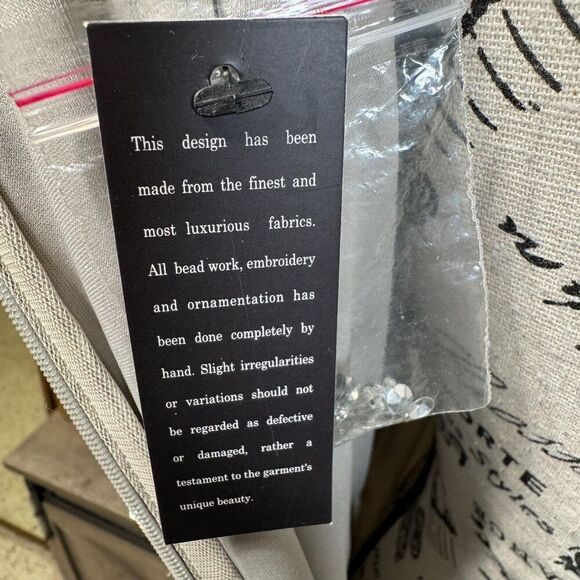 This design has been
made from the finest and
most luxurious fabrics.
All bead work, embroidery
and ornamentation has
been done completely by
hand. Slight irregularities
or variations should not
be regarded as defective
or damaged, rather a
testament to the garment's
unique beauty.